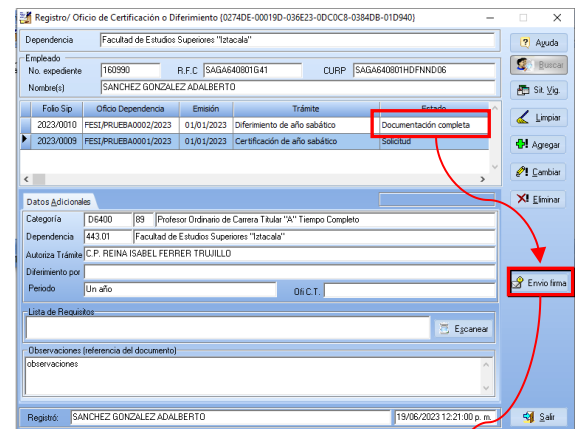 Registro/ Oficio de Certificación o Diferimiento {0274DE-00019D-036E23-0DC0C8-0384DB-01D940}
Dependencia Facultad de Estudios Superiores "Iztacala"
Ayuda
Empleado
No. expediente 160990 R.F.C SAGA640801G41 CURP SAGA640801HDFNND06
Buscar
Nombre(s) SANCHEZ GONZALEZ ADALBERTO
Sit. Vig.
Folio Sip Oficio Dependencia Emisión Trámite Estado
2023/0010 FESI/PRUEBA0002/2023 01/01/2023 Diferimiento de año sabático Documentación completa
Limpiar
2023/0009 FESI/PRUEBA0001/2023 01/01/2023 Certificación de año sabático Solicitud
Agregar
Cambiar
Datos Adicionales
Eliminar
Categoría D6400 89 Profesor Ordinario de Carrera Titular "A" Tiempo Completo
Dependencia 443.01 Facultad de Estudios Superiores "Iztacala"
Autoriza Trámite C.P. REINA ISABEL FERRER TRUJILLO
Diferimiento por
Envio firma
Periodo Un año Ofi C.T.
Lista de Requisitos
Escanear
Observaciones (referencia del documento)
observaciones
Registró: SANCHEZ GONZALEZ ADALBERTO 19/06/2023 12:21:00 p. m.
Salir